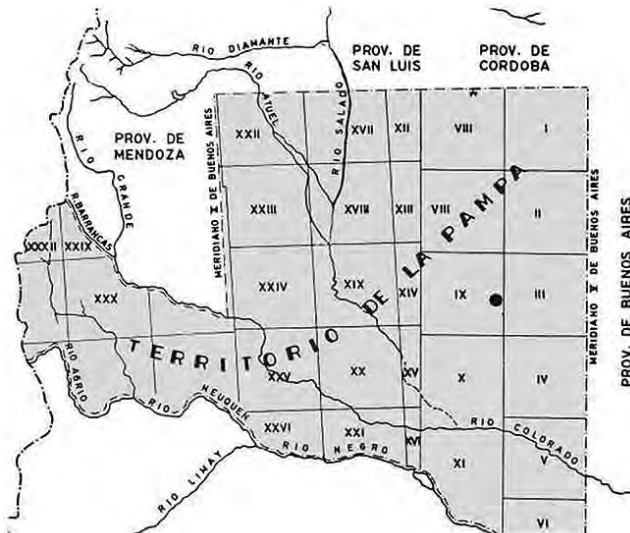 RIO DIAMANTE
PROV. DE
SAN LUIS
PROV. DE
CORDOBA
RIO ATUEL
RIO SALADO
PROV. DE
MENDOZA
RIO GRANDE
R. BARRANCAS
MERIDIANO X DE BUENOS AIRES
XXII
XVII
XII
VIII
I
XXIII
XVIII
XIII
VIII
II
XXIV
XIX
XIV
IX
III
XXXII
XXIX
XXX
TERRITORIO DE LA PAMPA
XXV
XX
XV
X
IV
XXVI
XXI
XVI
XI
V
VI
RIO AGRIO
RIO NEUQUEN
RIO NEGRO
RIO LIMAY
RIO COLORADO
MERIDIANO V DE BUENOS AIRES
PROV. DE BUENOS AIRES